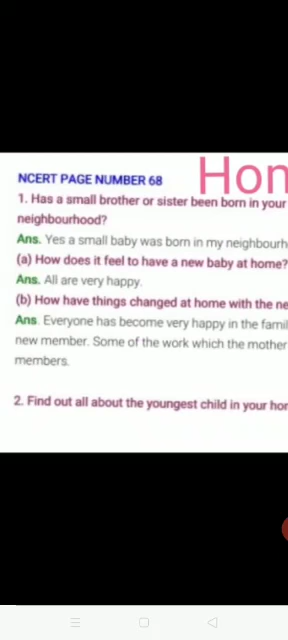 Hon
NCERT PAGE NUMBER 68
1. Has a small brother or sister been born in your
neighbourhood?
Ans. Yes a small baby was born in my neighbourh
(a) How does it feel to have a new baby at home?
Ans. All are very happy.
(b) How have things changed at home with the ne
Ans. Everyone has become very happy in the famil
new member. Some of the work which the mother
members.
2. Find out all about the youngest child in your hor